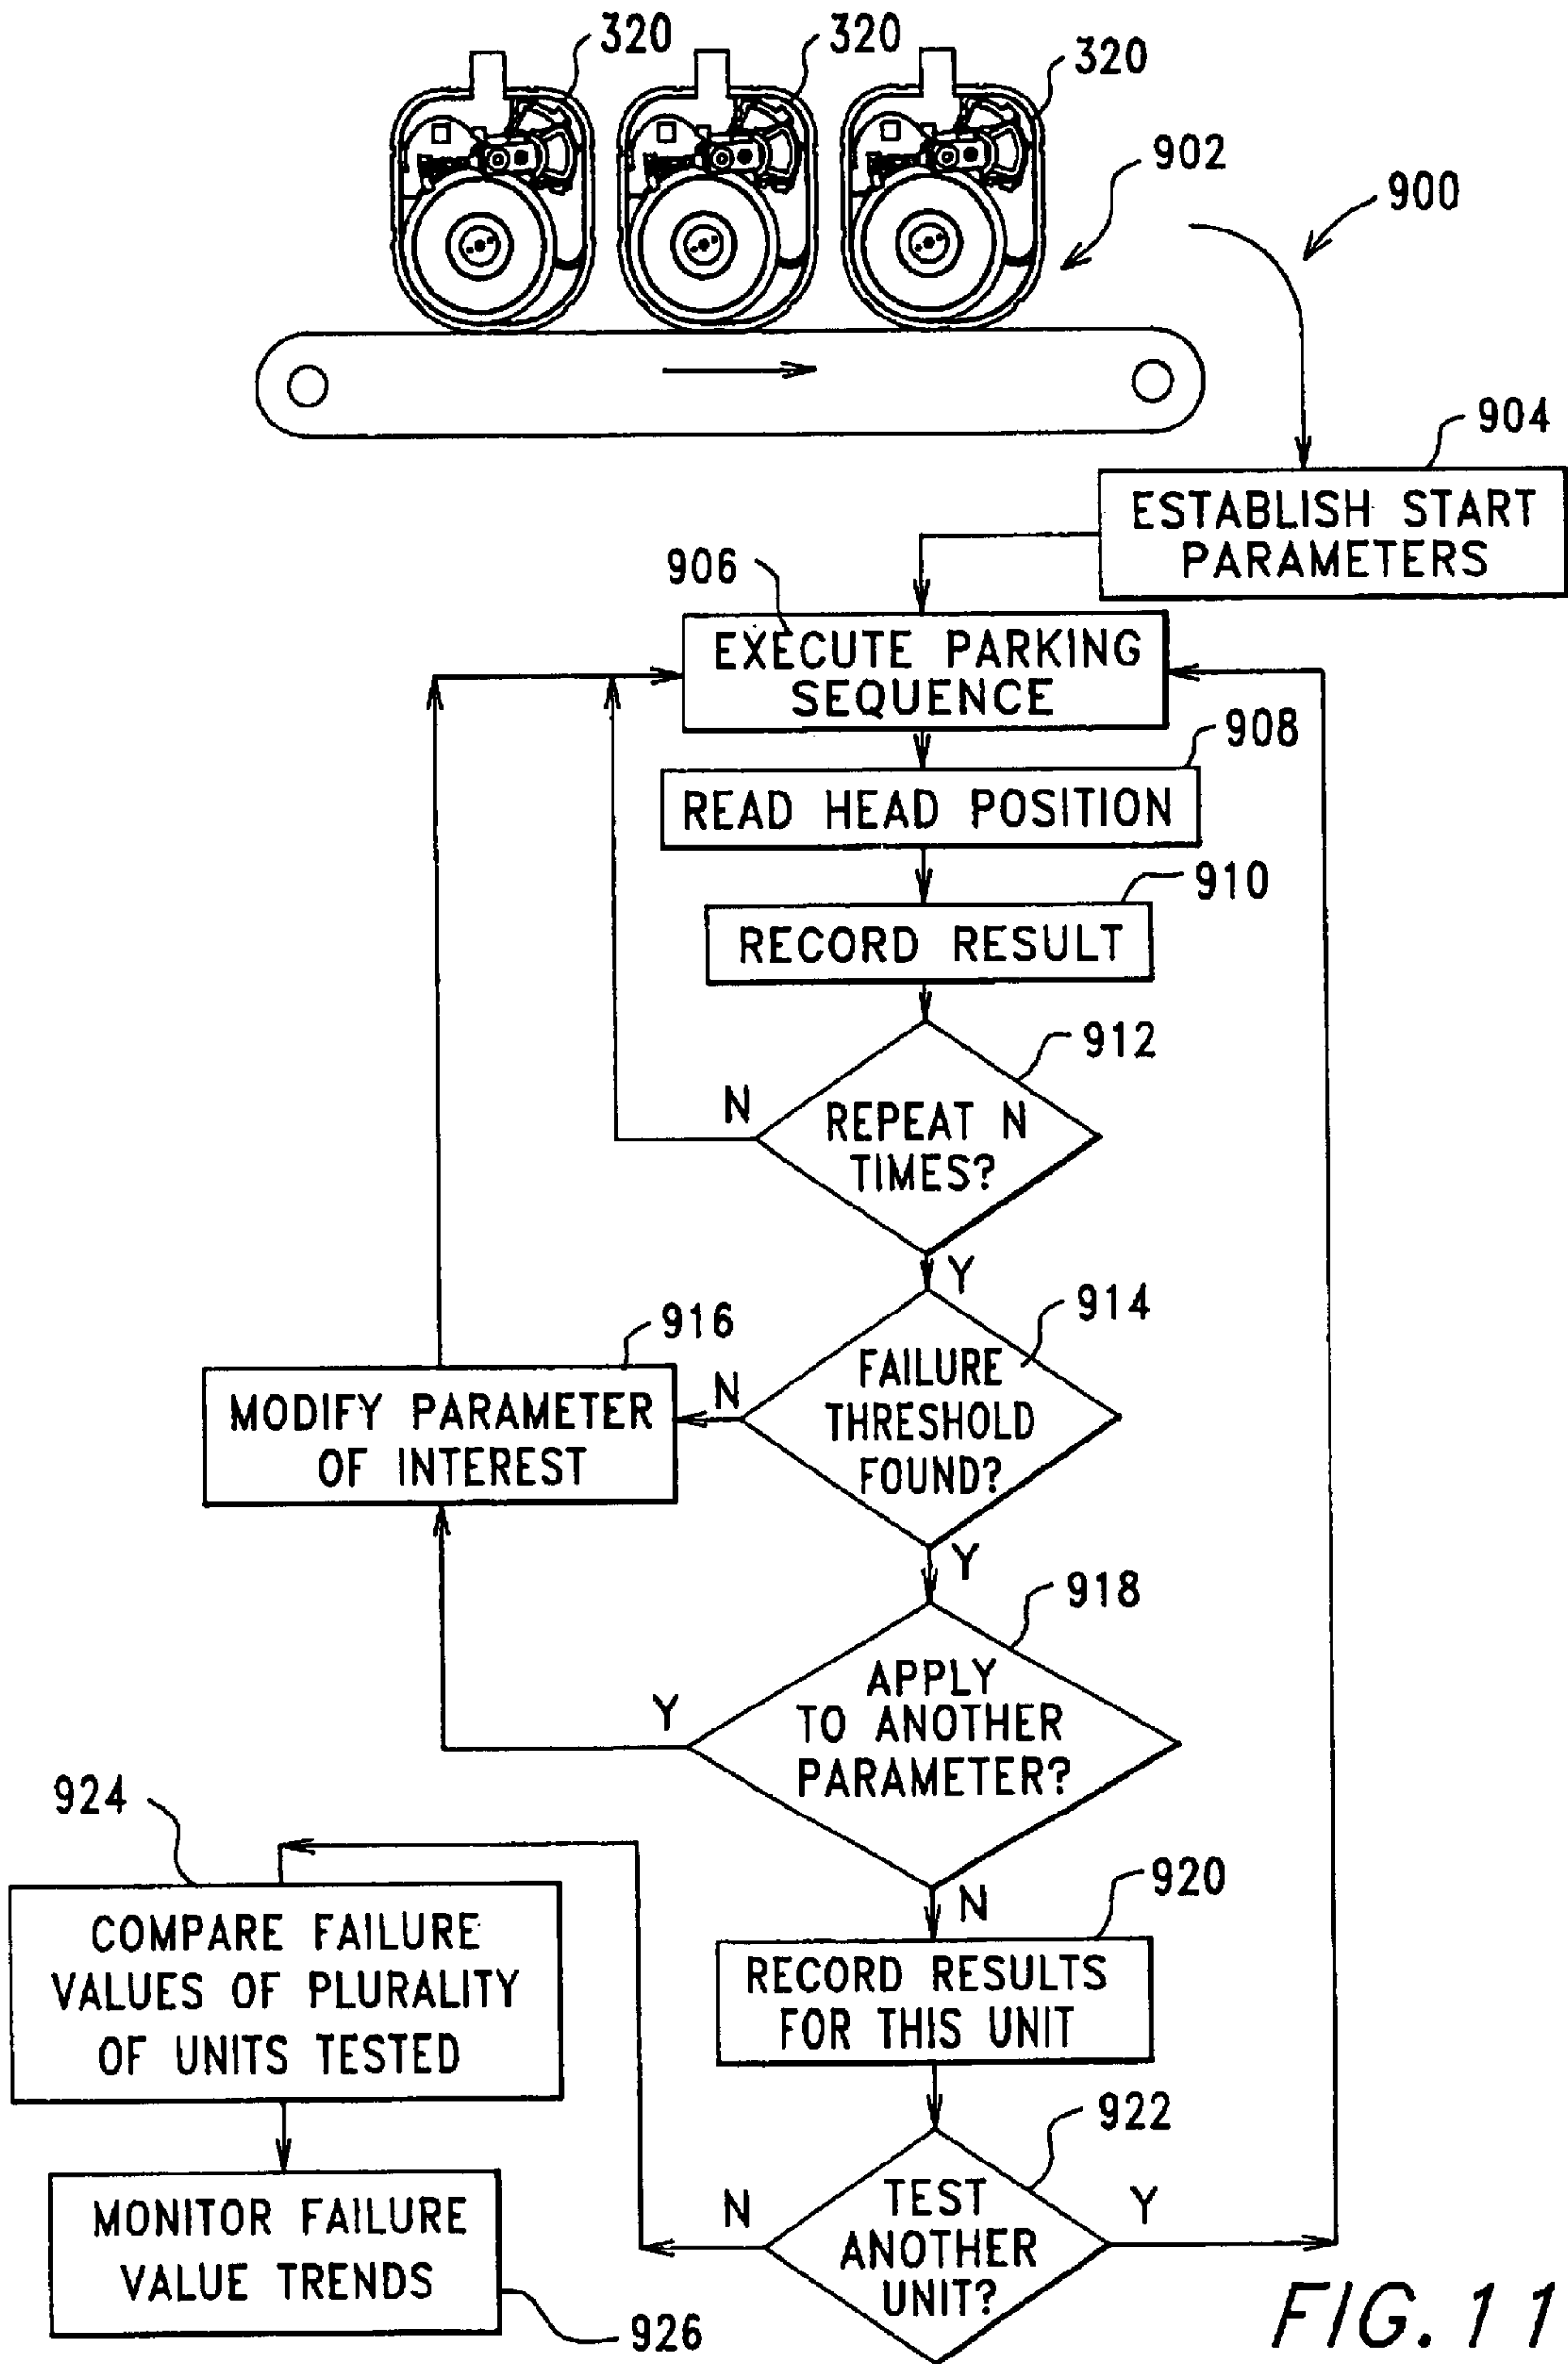 320
320
320
902
900
904
ESTABLISH START
PARAMETERS
906
EXECUTE PARKING
SEQUENCE
908
READ HEAD POSITION
910
RECORD RESULT
912
N
REPEAT N
TIMES?
Y
914
916
FAILURE
THRESHOLD
FOUND?
N
MODIFY PARAMETER
OF INTEREST
Y
918
APPLY
TO ANOTHER
PARAMETER?
Y
924
N
920
COMPARE FAILURE
VALUES OF PLURALITY
OF UNITS TESTED
RECORD RESULTS
FOR THIS UNIT
922
N
TEST
ANOTHER
UNIT?
Y
MONITOR FAILURE
VALUE TRENDS
926
FIG. 11